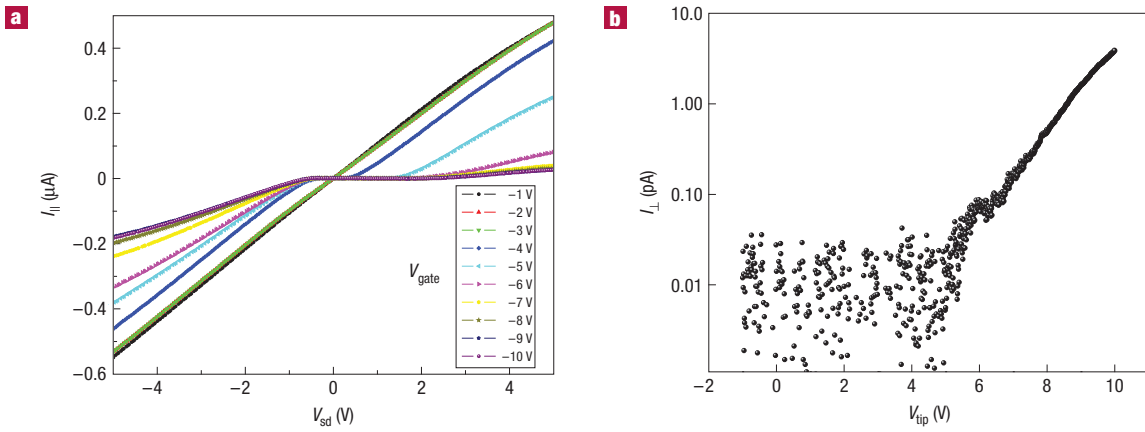 a
0.4
0.2
0
−0.2
−0.4
−0.6
I|| (μA)
−4
−2
0
2
4
Vsd (V)
Vgate
−1 V
−2 V
−3 V
−4 V
−5 V
−6 V
−7 V
−8 V
−9 V
−10 V
b
10.0
1.00
0.10
0.01
I⊥ (pA)
−2
0
2
4
6
8
10
Vtip (V)